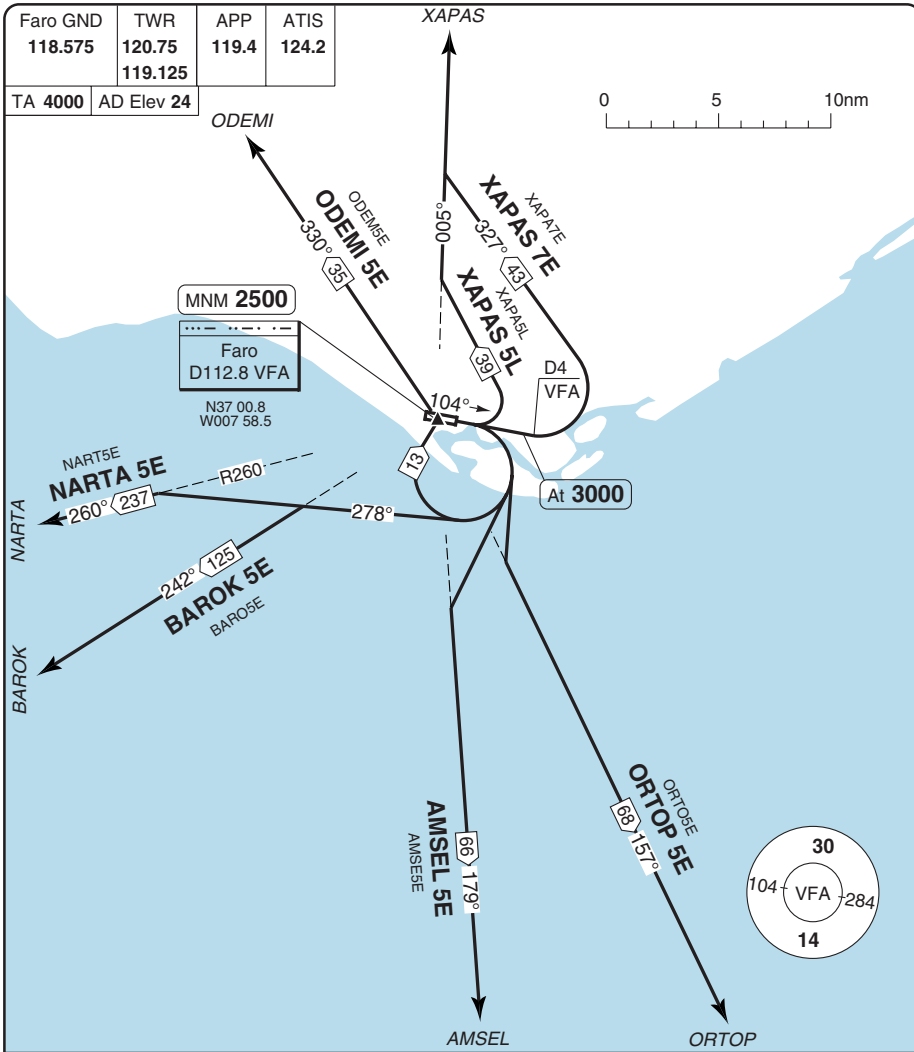 Faro GND
118.575
TWR
120.75
119.125
APP
119.4
ATIS
124.2
TA 4000
AD Elev 24
XAPAS
0 5 10nm
ODEMI
ODEM5E
ODEMI 5E
330° 35
005°
XAPA7E
XAPAS 7E
327° 43
XAPA5L
XAPAS 5L
39
MNM 2500
Faro
D112.8 VFA
N37 00.8
W007 58.5
104°
D4
VFA
At 3000
13
NART5E
NARTA 5E
R260
260° 237
NARTA
278°
242° 125
BAROK 5E
BARO5E
BAROK
AMSEL 5E
AMSE5E
66 179°
AMSEL
ORTO5E
ORTOP 5E
68 157°
ORTOP
30
104 VFA 284
14